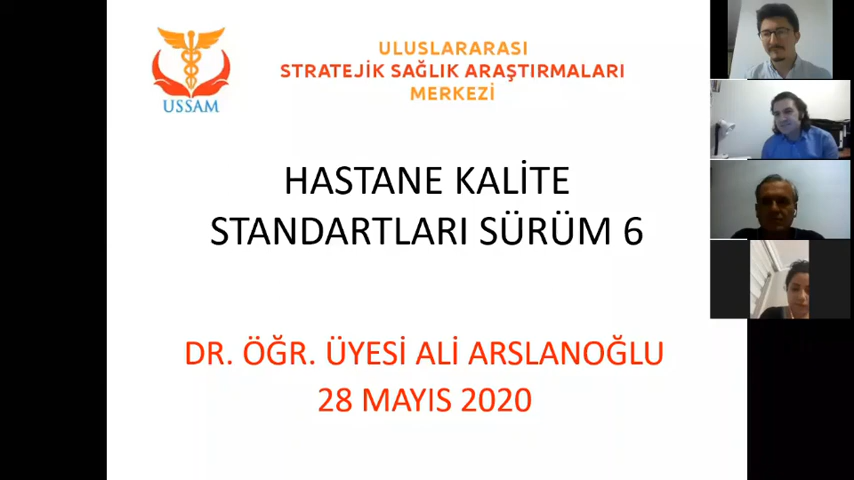 USSAM
ULUSLARARASI
STRATEJİK SAĞLIK ARAŞTIRMALARI
MERKEZİ
HASTANE KALİTE
STANDARTLARI SÜRÜM 6
DR. ÖĞR. ÜYESİ ALİ ARSLANOĞLU
28 MAYIS 2020